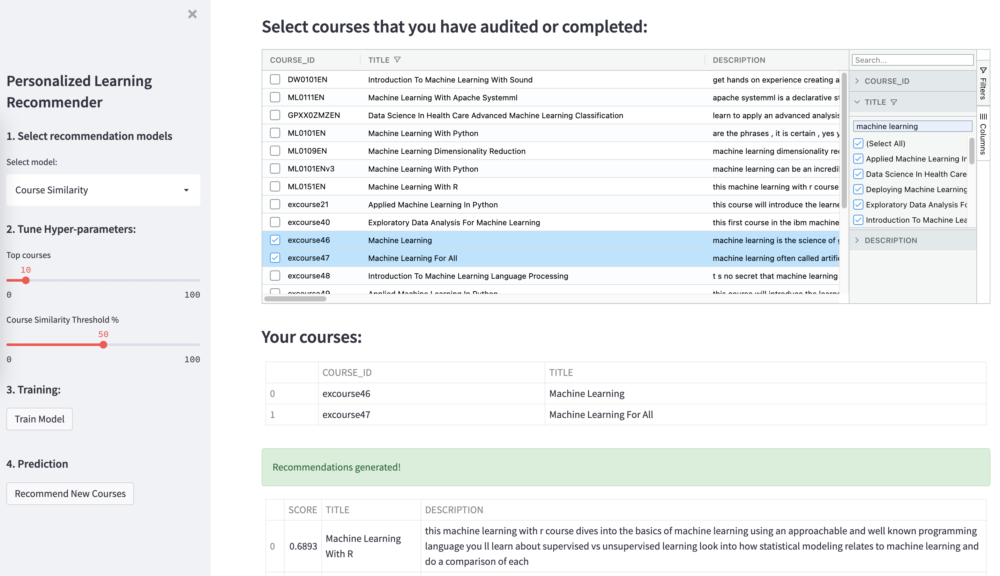 Personalized Learning
Recommender
1. Select recommendation models
Select model:
Course Similarity
2. Tune Hyper-parameters:
Top courses
10
0 100
Course Similarity Threshold %
50
0 100
3. Training:
Train Model
4. Prediction
Recommend New Courses
Select courses that you have audited or completed:
COURSE_ID TITLE DESCRIPTION
DW0101EN Introduction To Machine Learning With Sound get hands on experience creating a
ML0111EN Machine Learning With Apache Systemml apache systemml is a declarative
GPXX0ZMZEN Data Science In Health Care Advanced Machine Learning Classification learn to apply an advanced analysis
ML0101EN Machine Learning With Python are the phrases , it is certain , yes
ML0109EN Machine Learning Dimensionality Reduction machine learning dimensionality
ML0101ENv3 Machine Learning With Python machine learning can be an
ML0151EN Machine Learning With R this machine learning with r course
excourse21 Applied Machine Learning In Python this course will introduce the
excourse40 Exploratory Data Analysis For Machine Learning this first course in the ibm machine
excourse46 Machine Learning machine learning is the science of
excourse47 Machine Learning For All machine learning often called
excourse48 Introduction To Machine Learning Language Processing t s no secret that machine learning
excourse49 Applied Machine Learning In Python this course will introduce the
Search...
COURSE_ID
TITLE
machine learning
(Select All)
Applied Machine Learning In
Data Science In Health Care
Deploying Machine Learning
Exploratory Data Analysis
Introduction To Machine
DESCRIPTION
Filters
Columns
Your courses:
COURSE_ID TITLE
0 excourse46 Machine Learning
1 excourse47 Machine Learning For All
Recommendations generated!
SCORE TITLE DESCRIPTION
0 0.6893 Machine Learning
With R
this machine learning with r course dives into the basics of machine learning using an approachable and well known programming
language you ll learn about supervised vs unsupervised learning look into how statistical modeling relates to machine learning and
do a comparison of each